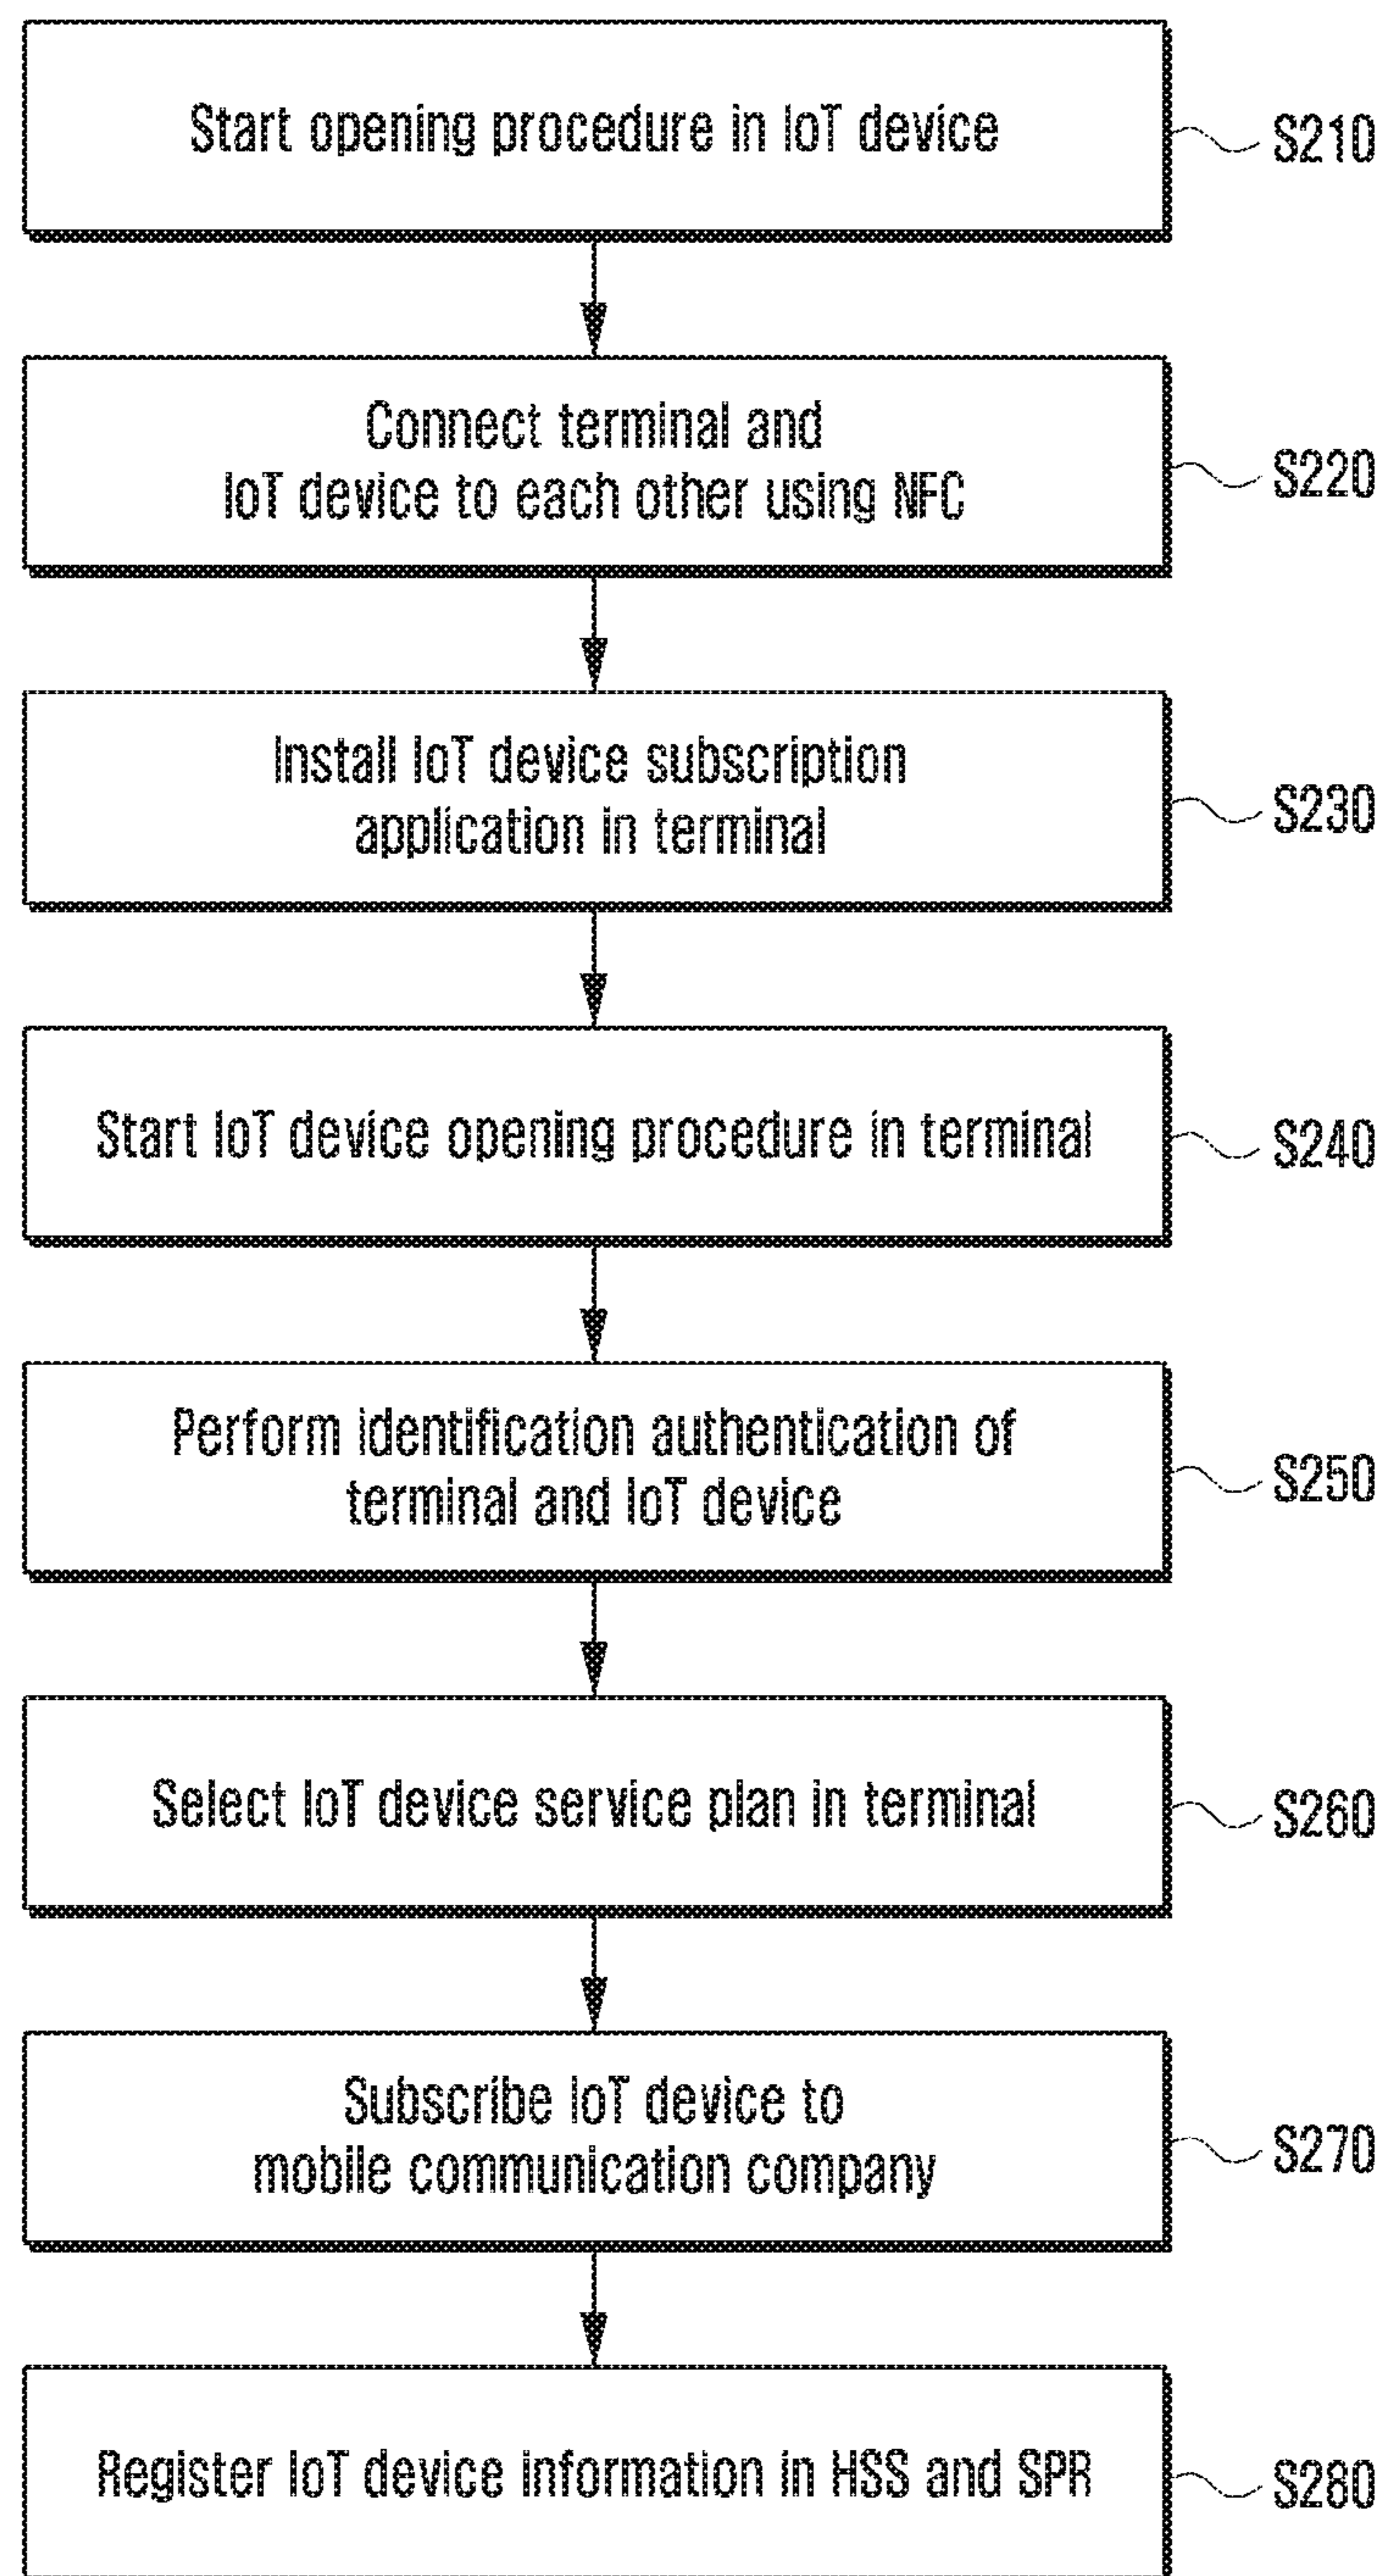 Start opening procedure in IoT device
S210
Connect terminal and
IoT device to each other using NFC
S220
Install IoT device subscription
application in terminal
S230
Start IoT device opening procedure in terminal
S240
Perform identification authentication of
terminal and IoT device
S250
Select IoT device service plan in terminal
S260
Subscribe IoT device to
mobile communication company
S270
Register IoT device information in HSS and SPR
S280